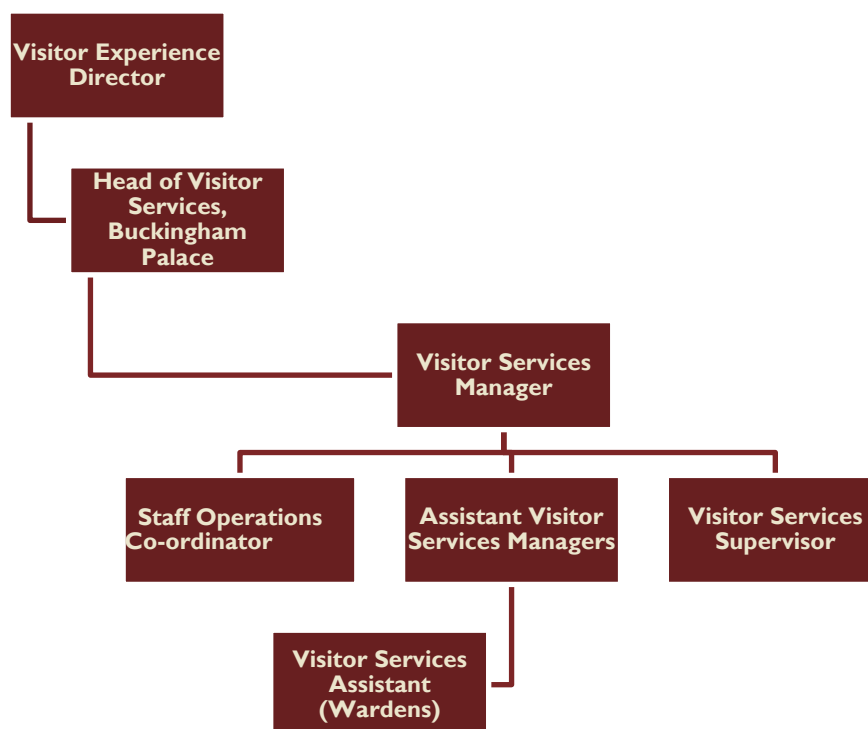 Visitor Experience
Director
Head of Visitor
Services,
Buckingham
Palace
Visitor Services
Manager
Staff Operations
Co-ordinator
Assistant Visitor
Services Managers
Visitor Services
Supervisor
Visitor Services
Assistant
(Wardens)